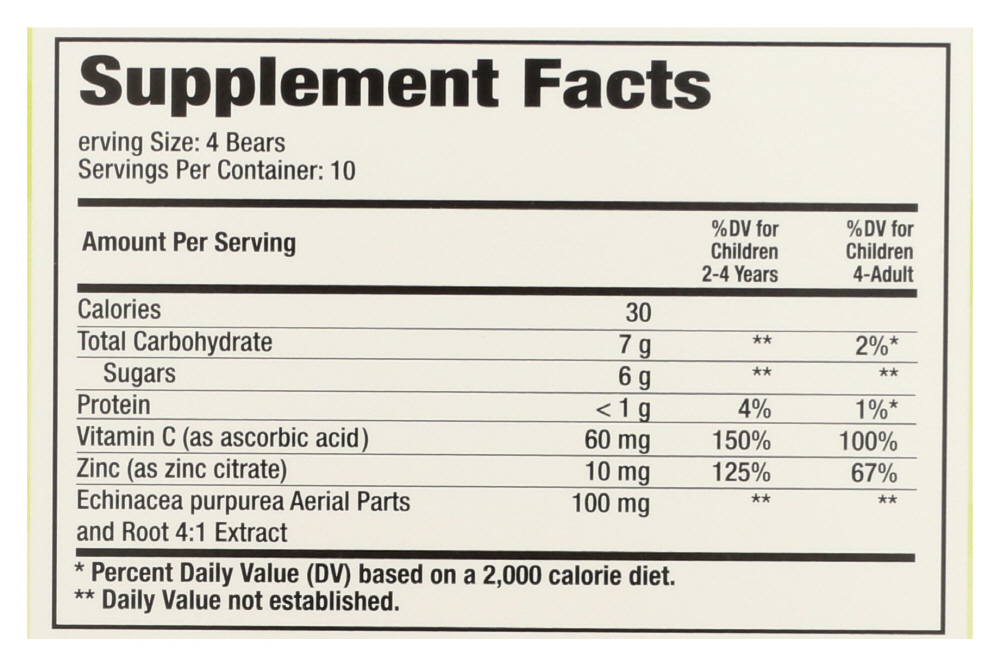 Supplement Facts
erving Size: 4 Bears
Servings Per Container: 10
Amount Per Serving
%DV for Children 2-4 Years
%DV for Children 4-Adult
Calories 30
Total Carbohydrate 7 g ** 2%*
Sugars 6 g ** **
Protein < 1 g 4% 1%*
Vitamin C (as ascorbic acid) 60 mg 150% 100%
Zinc (as zinc citrate) 10 mg 125% 67%
Echinacea purpurea Aerial Parts 100 mg ** **
and Root 4:1 Extract
* Percent Daily Value (DV) based on a 2,000 calorie diet.
** Daily Value not established.